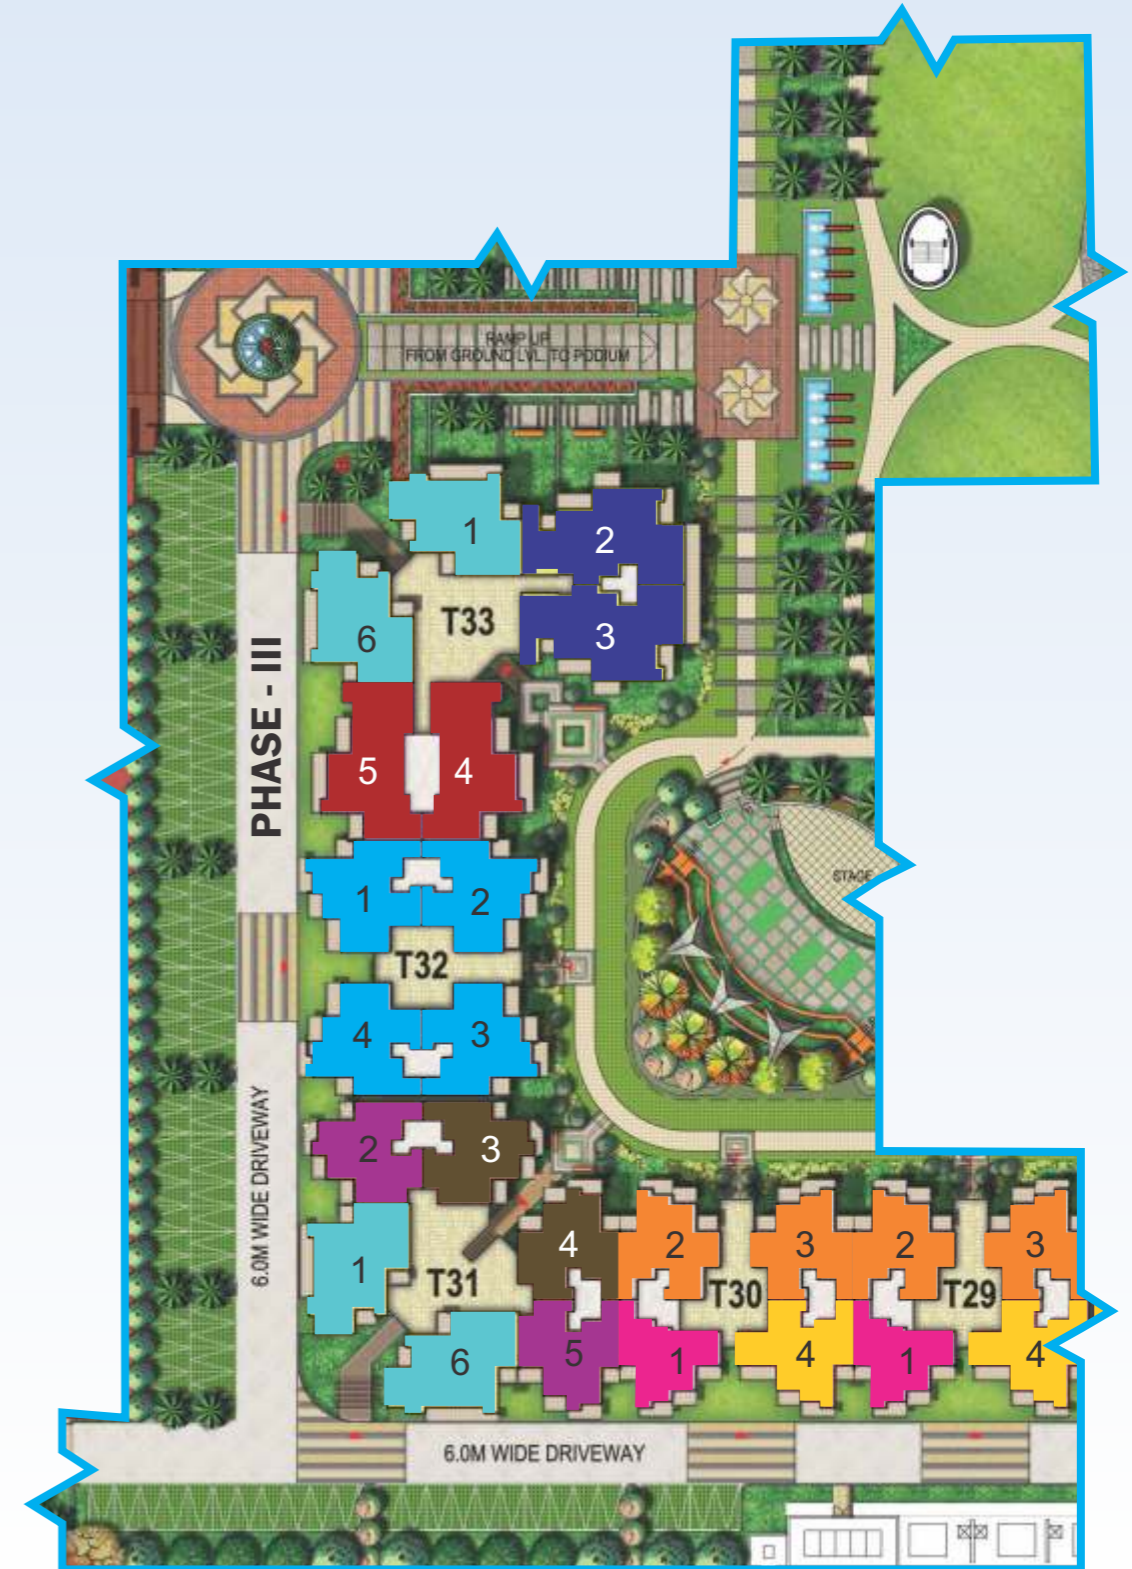 RAMP UP
FROM GROUND LVL. TO PODIUM
1
2
T33
6
3
PHASE - III
5
4
STAGE
1
2
T32
4
3
6.0M WIDE DRIVEWAY
2
3
4
2
3
2
3
1
T31
T30
T29
6
5
1
4
1
4
6.0M WIDE DRIVEWAY